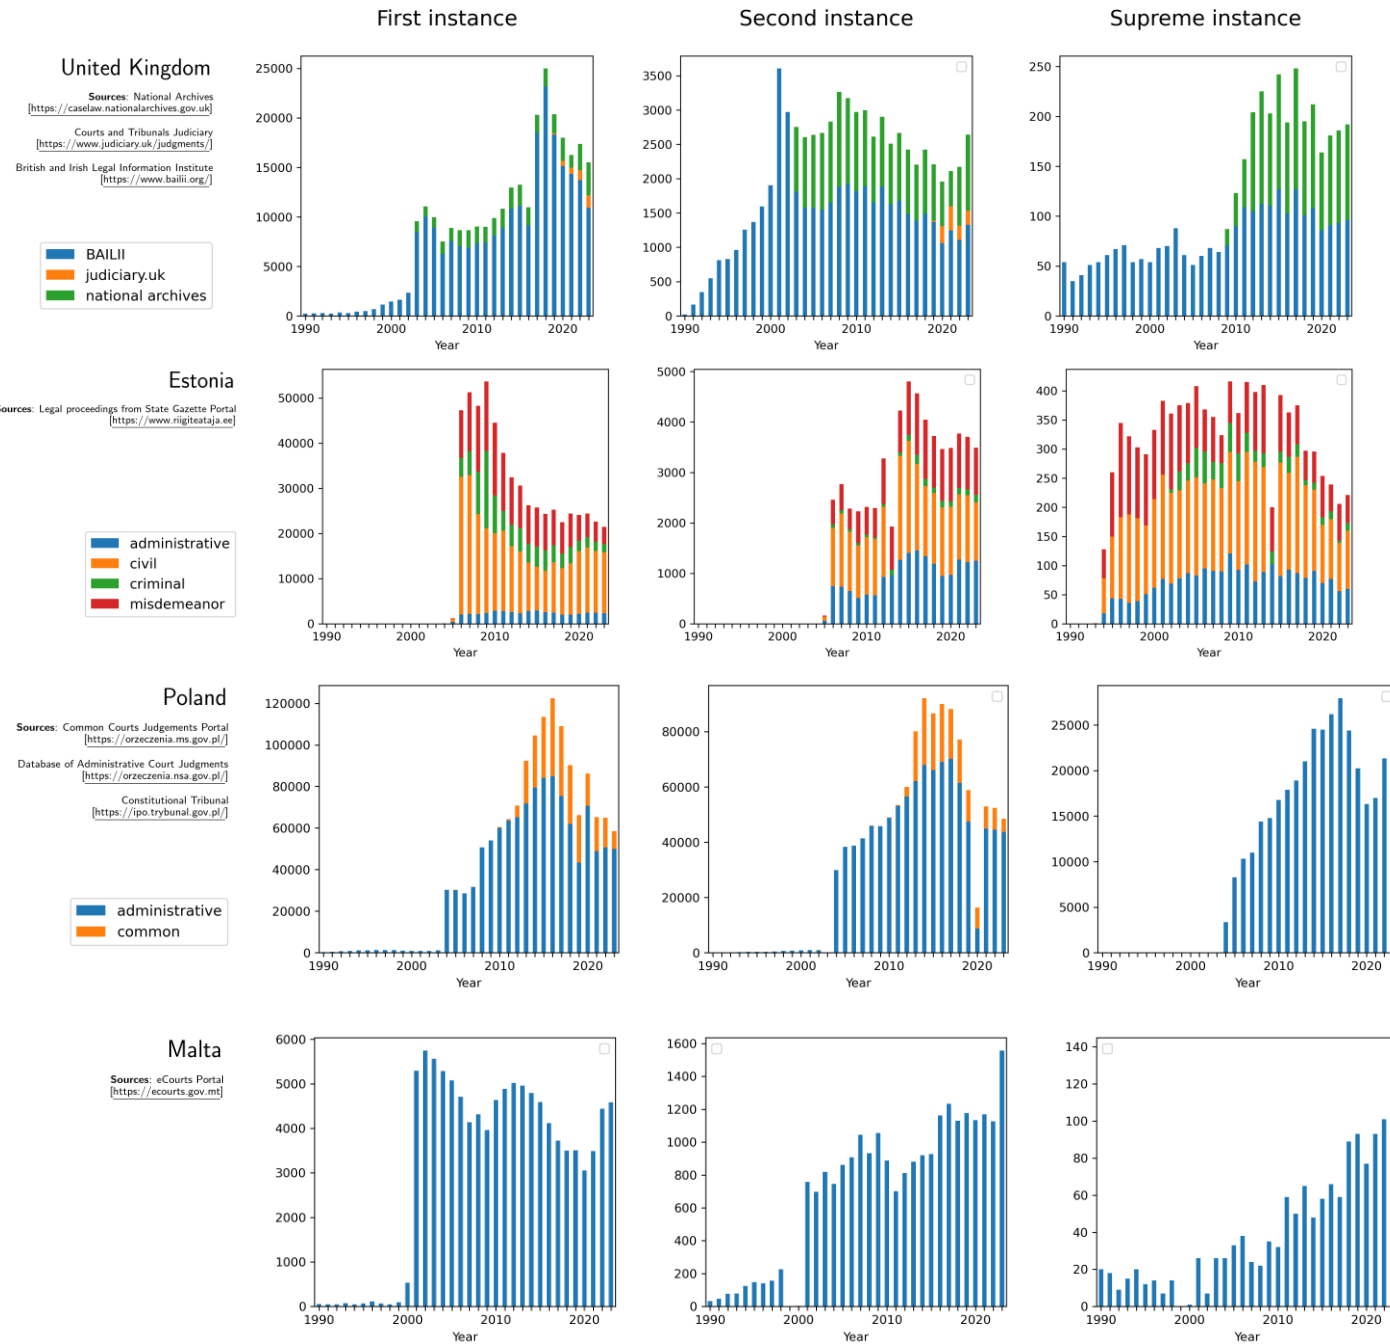 First instance
Second instance
Supreme instance
United Kingdom
Sources: National Archives
[https://caselaw.nationalarchives.gov.uk]
Courts and Tribunals Judiciary
[https://www.judiciary.uk/judgments/]
British and Irish Legal Information Institute
[https://www.bailii.org/]
BAILII
judiciary.uk
national archives
25000
20000
15000
10000
5000
0
1990 2000 2010 2020
Year
3500
3000
2500
2000
1500
1000
500
0
1990 2000 2010 2020
Year
250
200
150
100
50
0
1990 2000 2010 2020
Year
Estonia
Sources: Legal proceedings from State Gazette Portal
[https://www.riigiteataja.ee]
administrative
civil
criminal
misdemeanor
50000
40000
30000
20000
10000
0
1990 2000 2010 2020
Year
5000
4000
3000
2000
1000
0
1990 2000 2010 2020
Year
400
350
300
250
200
150
100
50
0
1990 2000 2010 2020
Year
Poland
Sources: Common Courts Judgements Portal
[https://orzeczenia.ms.gov.pl/]
Database of Administrative Court Judgments
[https://orzeczenia.nsa.gov.pl/]
Constitutional Tribunal
[https://ipo.trybunal.gov.pl/]
administrative
common
120000
100000
80000
60000
40000
20000
0
1990 2000 2010 2020
Year
80000
60000
40000
20000
0
1990 2000 2010 2020
Year
25000
20000
15000
10000
5000
0
1990 2000 2010 2020
Year
Malta
Sources: eCourts Portal
[https://ecourts.gov.mt]
6000
5000
4000
3000
2000
1000
0
1990 2000 2010 2020
Year
1600
1400
1200
1000
800
600
400
200
0
1990 2000 2010 2020
Year
140
120
100
80
60
40
20
0
1990 2000 2010 2020
Year